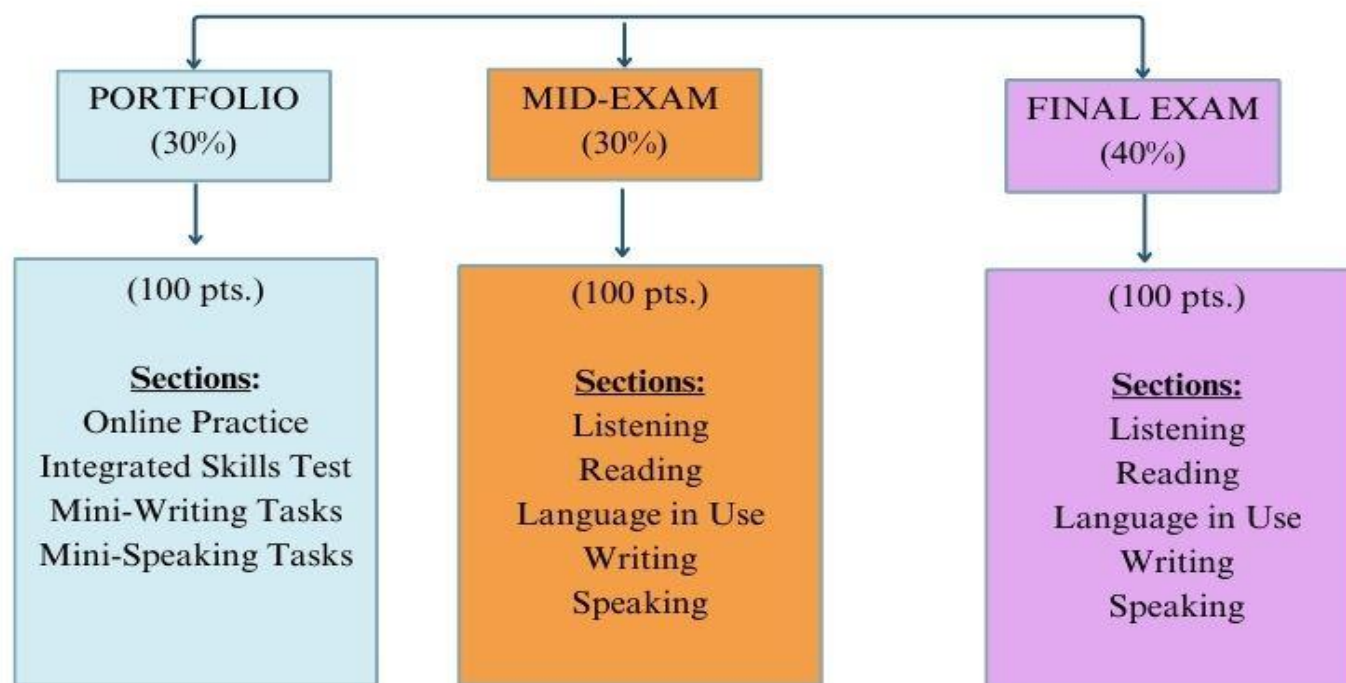 PORTFOLIO
(30%)
(100 pts.)
Sections:
Online Practice
Integrated Skills Test
Mini-Writing Tasks
Mini-Speaking Tasks
MID-EXAM
(30%)
(100 pts.)
Sections:
Listening
Reading
Language in Use
Writing
Speaking
FINAL EXAM
(40%)
(100 pts.)
Sections:
Listening
Reading
Language in Use
Writing
Speaking